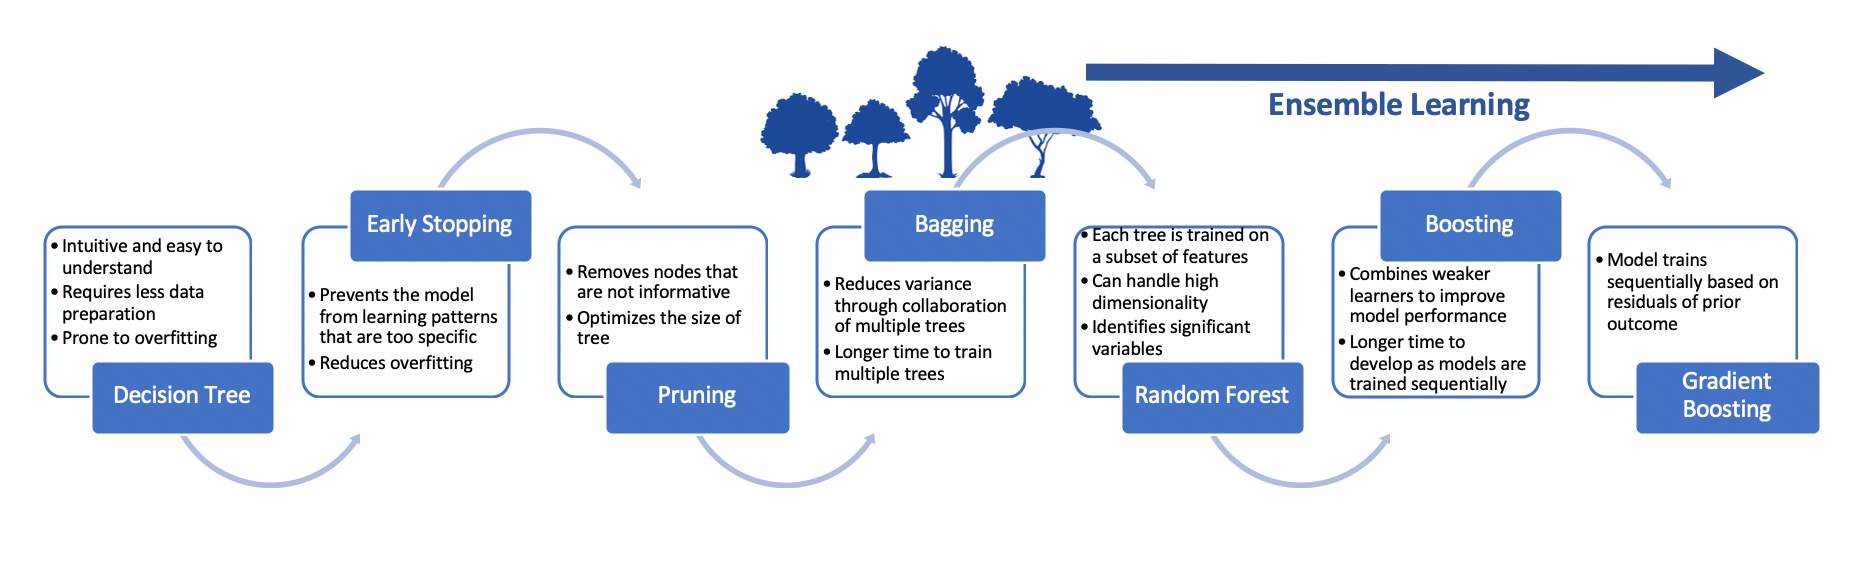 Ensemble Learning
• Intuitive and easy to
understand
• Requires less data
preparation
• Prone to overfitting
Decision Tree
Early Stopping
• Prevents the model
from learning patterns
that are too specific
• Reduces overfitting
• Removes nodes that
are not informative
• Optimizes the size of
tree
Pruning
Bagging
• Reduces variance
through collaboration
of multiple trees
• Longer time to train
multiple trees
• Each tree is trained on
a subset of features
• Can handle high
dimensionality
• Identifies significant
variables
Random Forest
Boosting
• Combines weaker
learners to improve
model performance
• Longer time to
develop as models are
trained sequentially
• Model trains
sequentially based on
residuals of prior
outcome
Gradient
Boosting